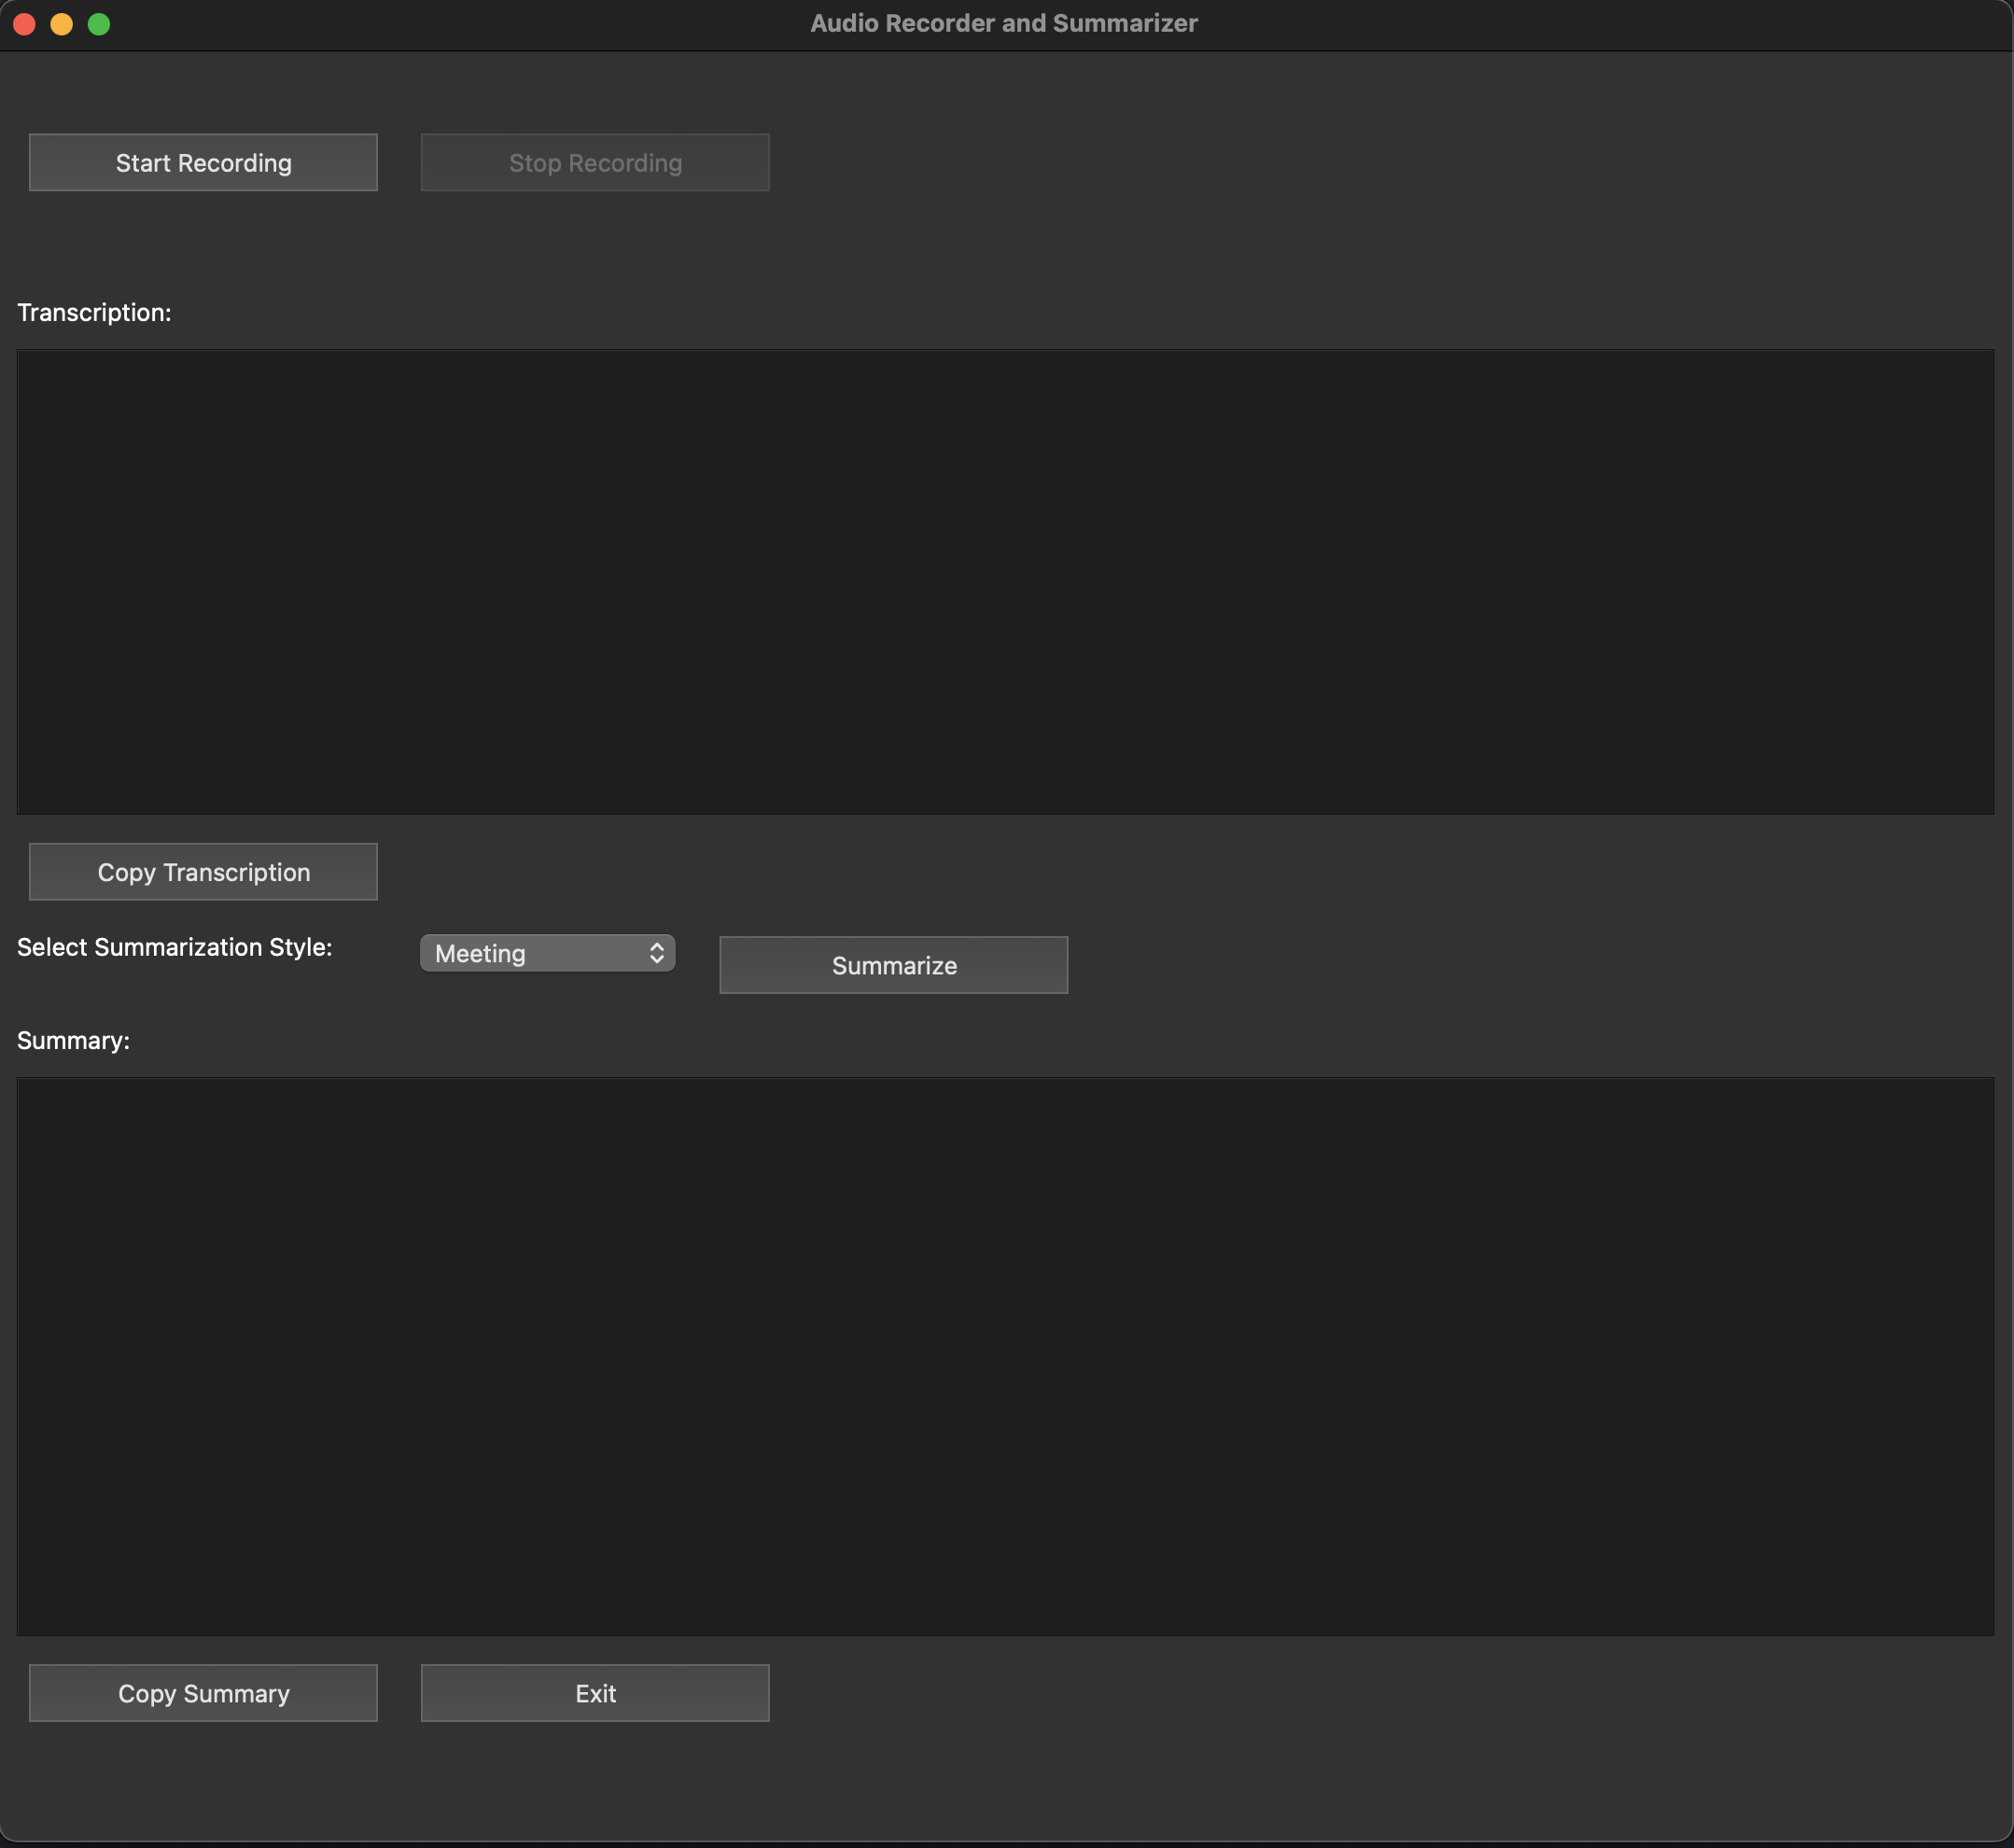 Audio Recorder and Summarizer
Start Recording Stop Recording
Transcription:
Copy Transcription
Select Summarization Style: Meeting Summarize
Summary:
Copy Summary Exit